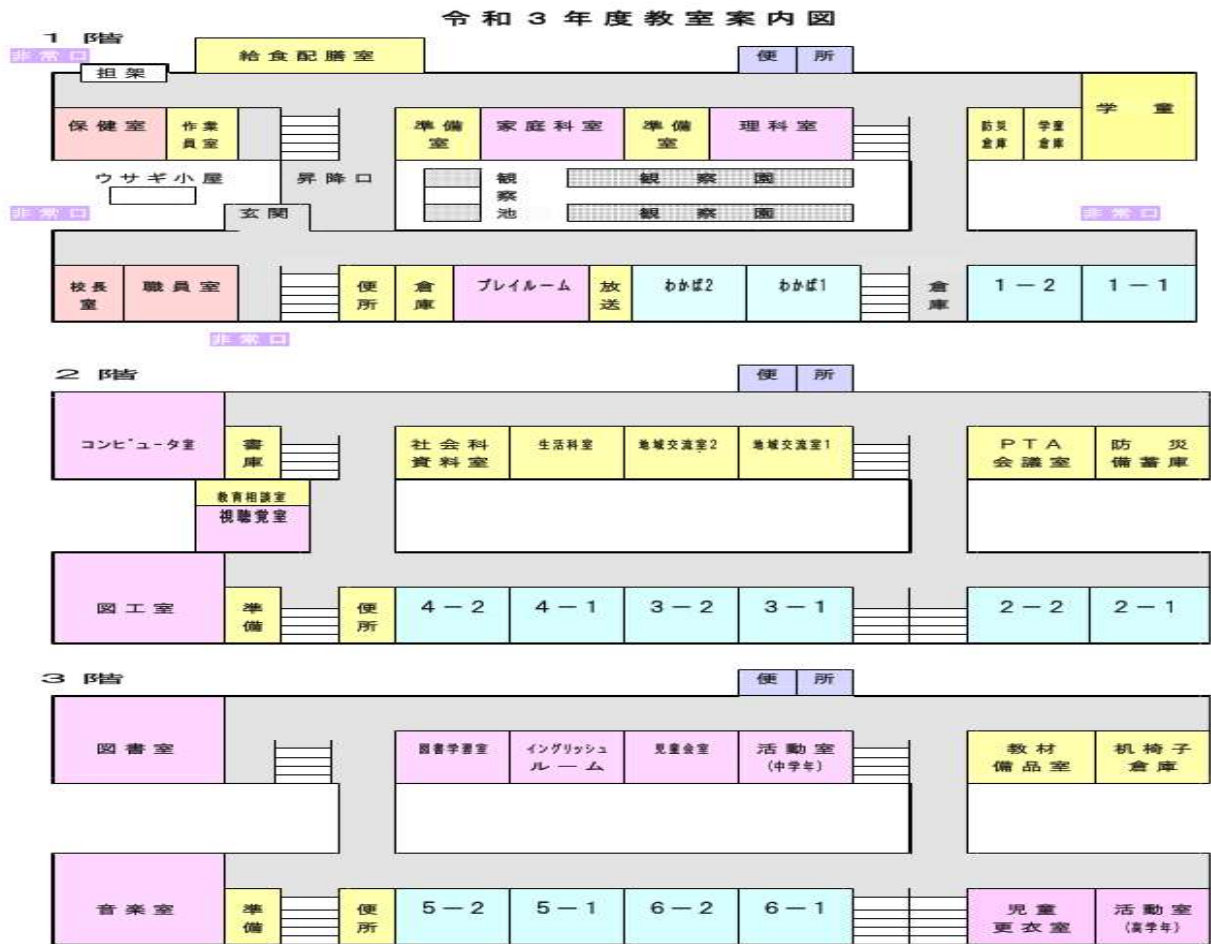 令和3年度教室案内図
1階
非常口
担架
給食配膳室
便所
保健室
作業員室
準備室
家庭科室
準備室
理科室
防災倉庫
学童倉庫
学童
ウサギ小屋
昇降口
観察池
観察園
観察園
非常口
玄関
非常口
校長室
職員室
便所
倉庫
プレイルーム
放送
わかば2
わかば1
倉庫
1-2
1-1
非常口
2階
便所
コンピュータ室
書庫
社会科資料室
生活科室
地域交流室2
地域交流室1
PTA会議室
防災備蓄庫
教育相談室
視聴覚室
図工室
準備
便所
4-2
4-1
3-2
3-1
2-2
2-1
3階
便所
図書室
図書学習室
イングリッシュルーム
児童会室
活動室
(中学年)
教材備品室
机椅子倉庫
音楽室
準備
便所
5-2
5-1
6-2
6-1
児童更衣室
活動室
(高学年)